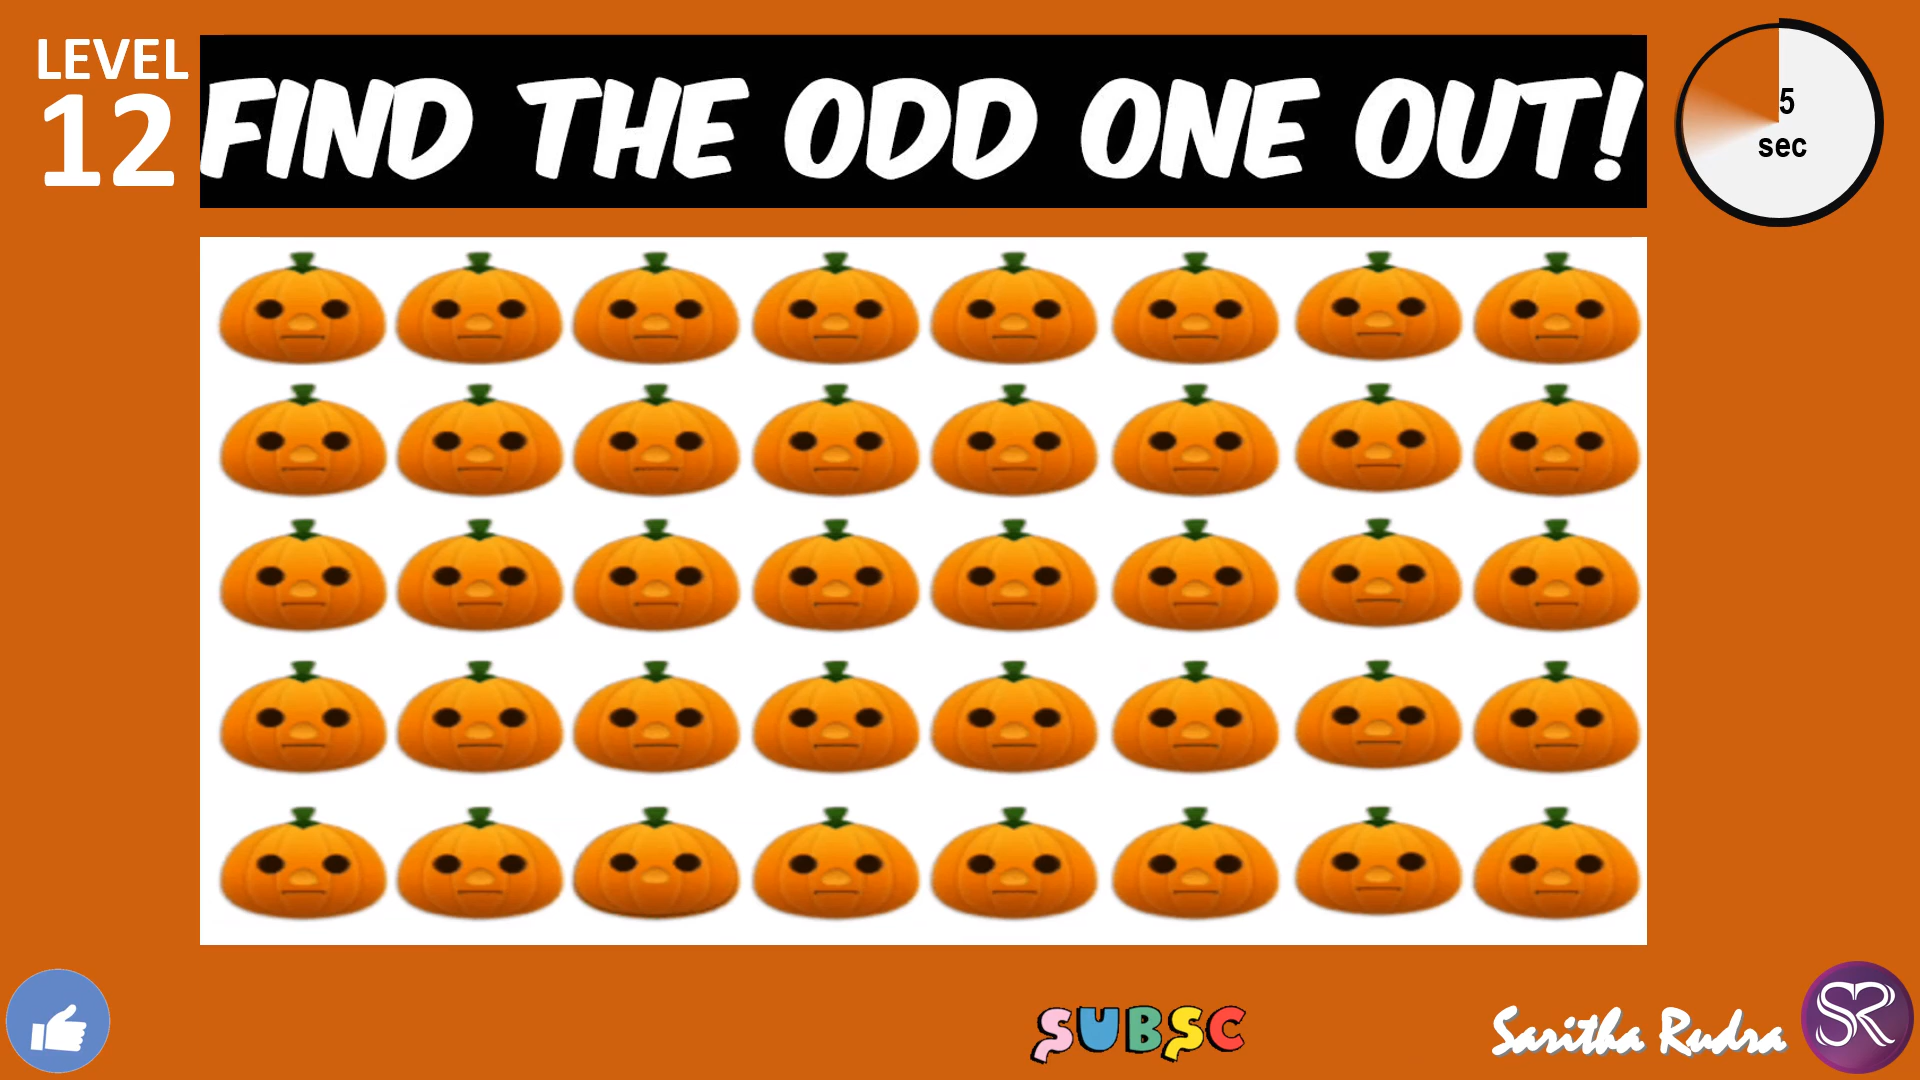 LEVEL
12
FIND THE ODD ONE OUT!
5
sec
SUBSC
Saritha Rudra
SR